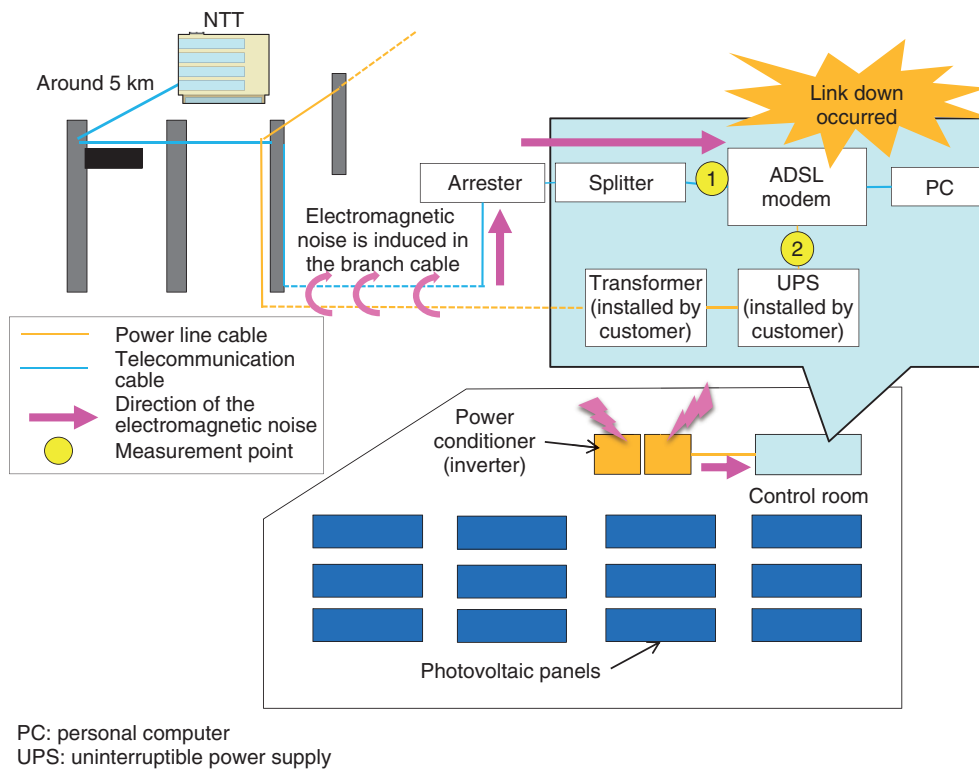 NTT
Around 5 km
Link down
occurred
Arrester
Splitter
1
ADSL
modem
PC
Electromagnetic
noise is induced in
the branch cable
2
Transformer
(installed by
customer)
UPS
(installed by
customer)
Power line cable
Telecommunication
cable
Direction of the
electromagnetic noise
Measurement point
Power
conditioner
(inverter)
Control room
Photovoltaic panels
PC: personal computer
UPS: uninterruptible power supply